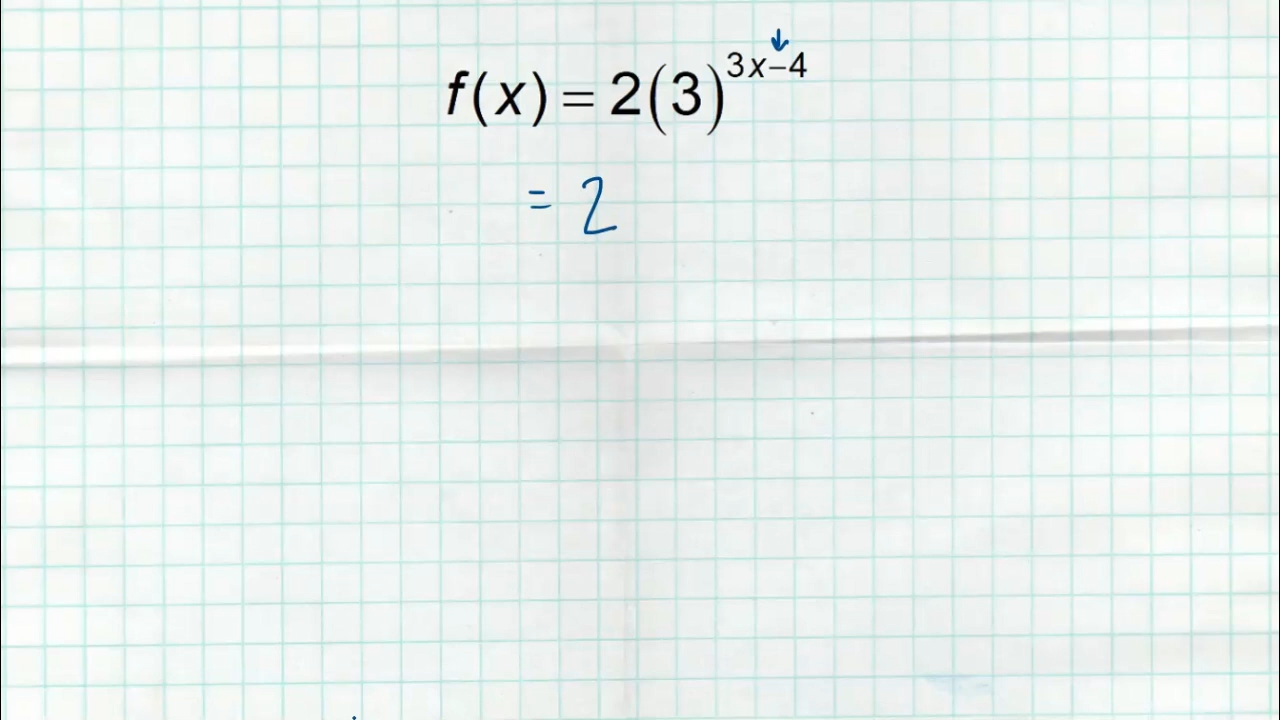 f(x) = 2(3)^{3x-4}
= 2